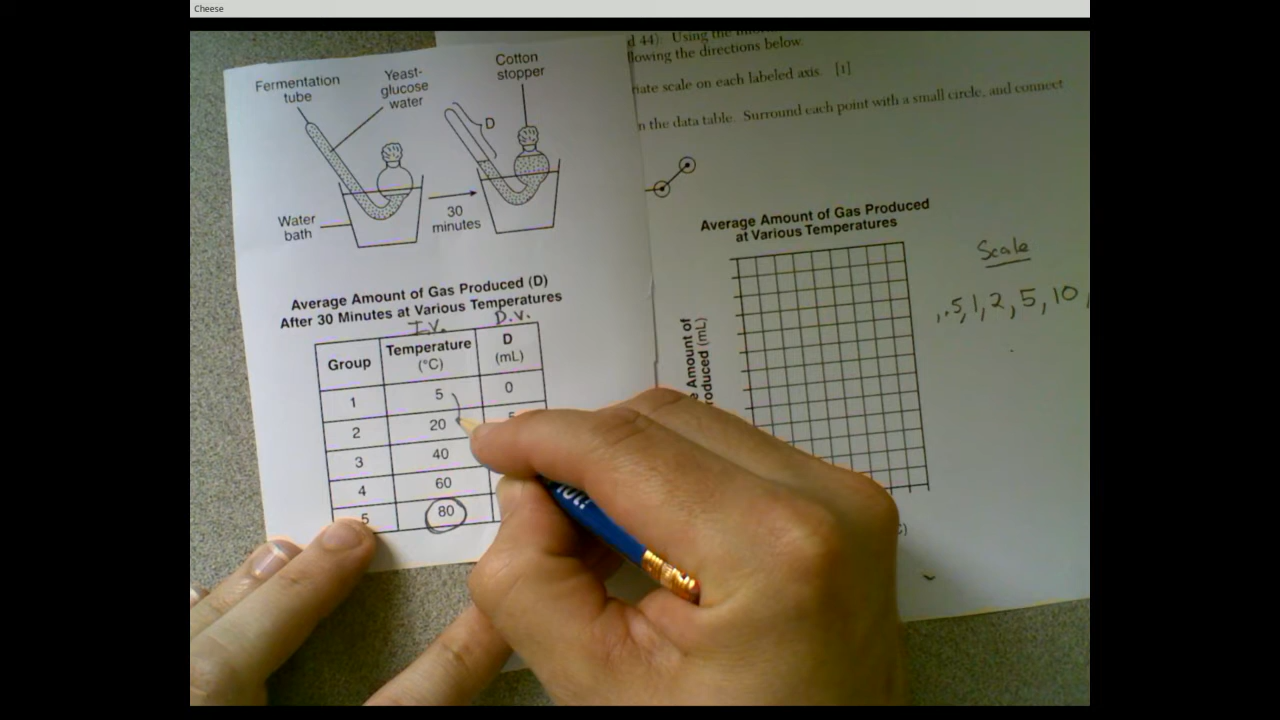 Cheese
Fermentation
tube
Yeast-
glucose
water
Cotton
stopper
D
Water
bath
30
minutes
Average Amount of Gas Produced (D)
After 30 Minutes at Various Temperatures
I.V. D.V.
Group Temperature (°C) D (mL)
1 5 0
2 20
3 40
4 60
5 80
d 44): Using the
llowing the directions below.
riate scale on each labeled axis. [1]
n the data table. Surround each point with a small circle, and connect
Average Amount of Gas Produced
at Various Temperatures
Amount of
roduced (mL)
Scale
, .5, 1, 2, 5, 10,